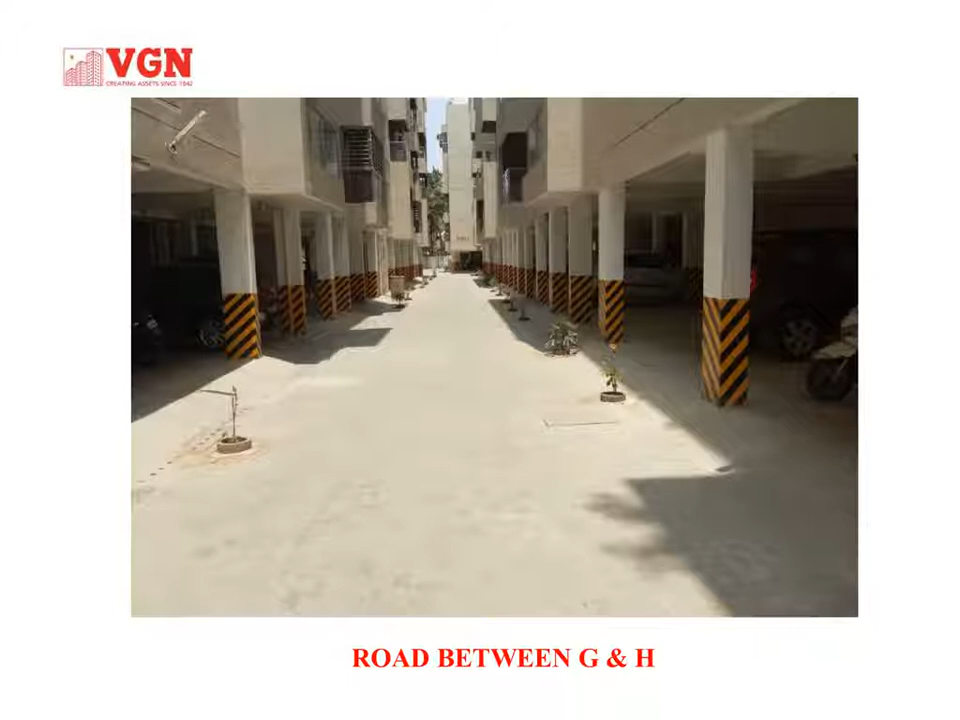 VGN
CREATING ASSETS SINCE 1942
ROAD BETWEEN G & H